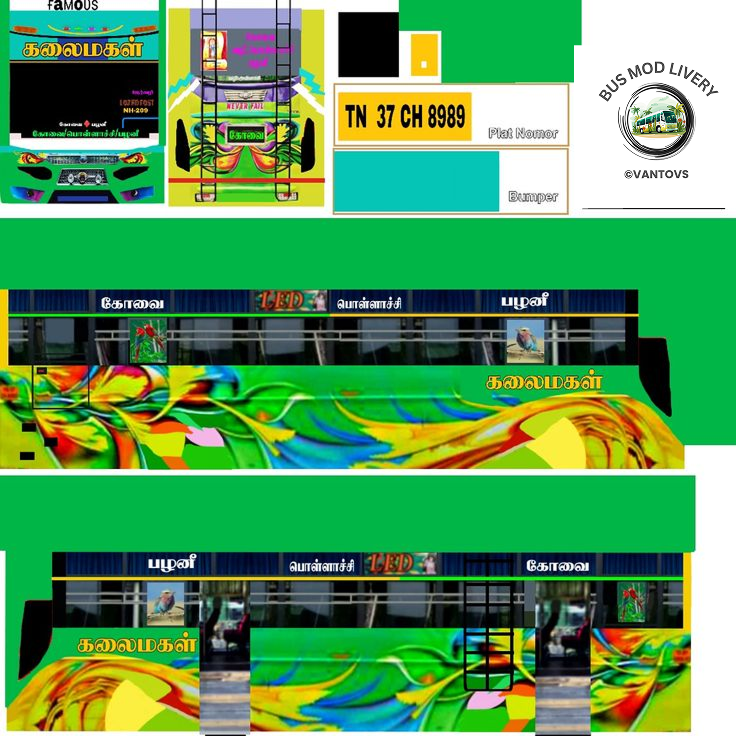 FAMOUS
கலைமகள்
NH-209
கோவை பழனி
கோவை/பொள்ளாச்சி/பழனி
NEVER FAIL
கோவை
TN 37 CH 8989
Plat Nomor
Bumper
BUS MOD LIVERY
©VANTOVS
கோவை LED பொள்ளாச்சி பழனீ
கலைமகள்
பழனீ பொள்ளாச்சி LED கோவை
கலைமகள்